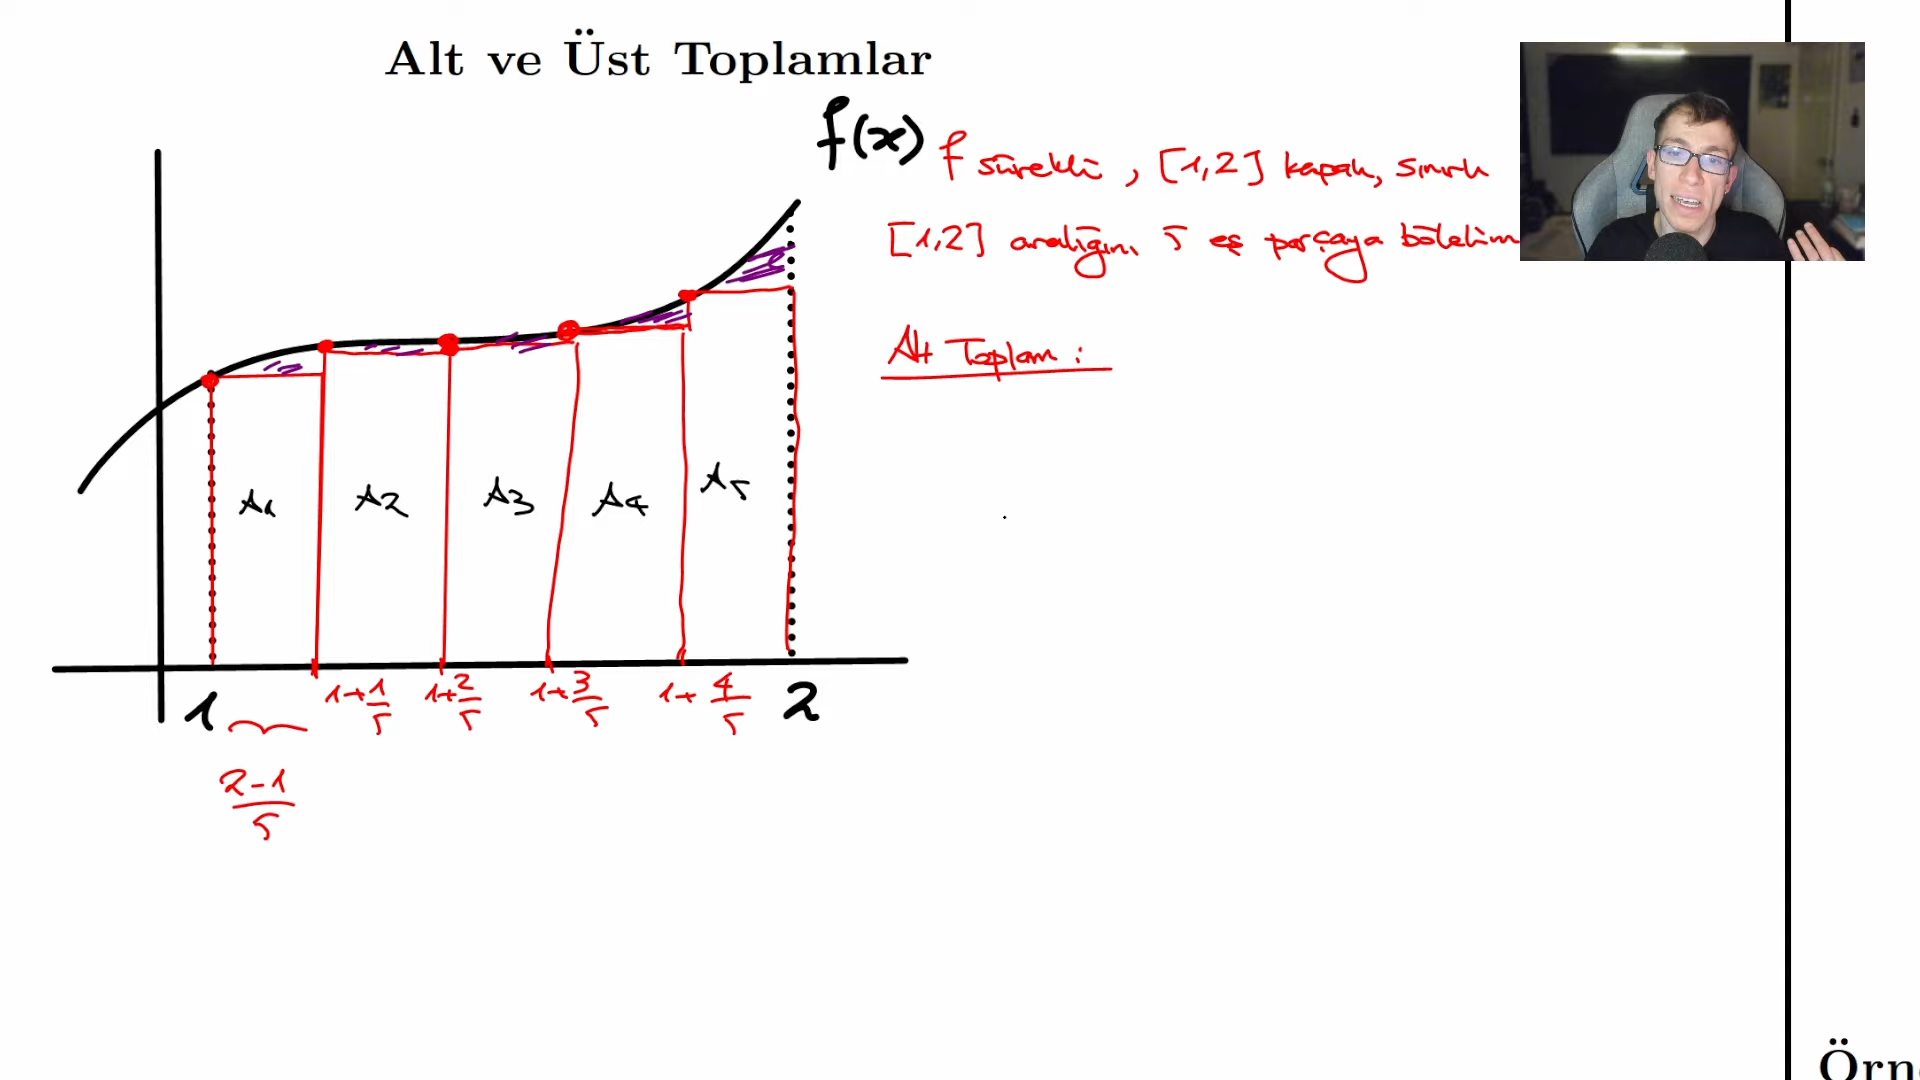 Alt ve Üst Toplamlar
f(x)
f sürekli, [1,2] kapalı, sınırlı
[1,2] aralığını 5 eş parçaya bölelim
Alt Toplam:
A1 A2 A3 A4 A5
1 1+1/5 1+2/5 1+3/5 1+4/5 2
2-1
5
Örn